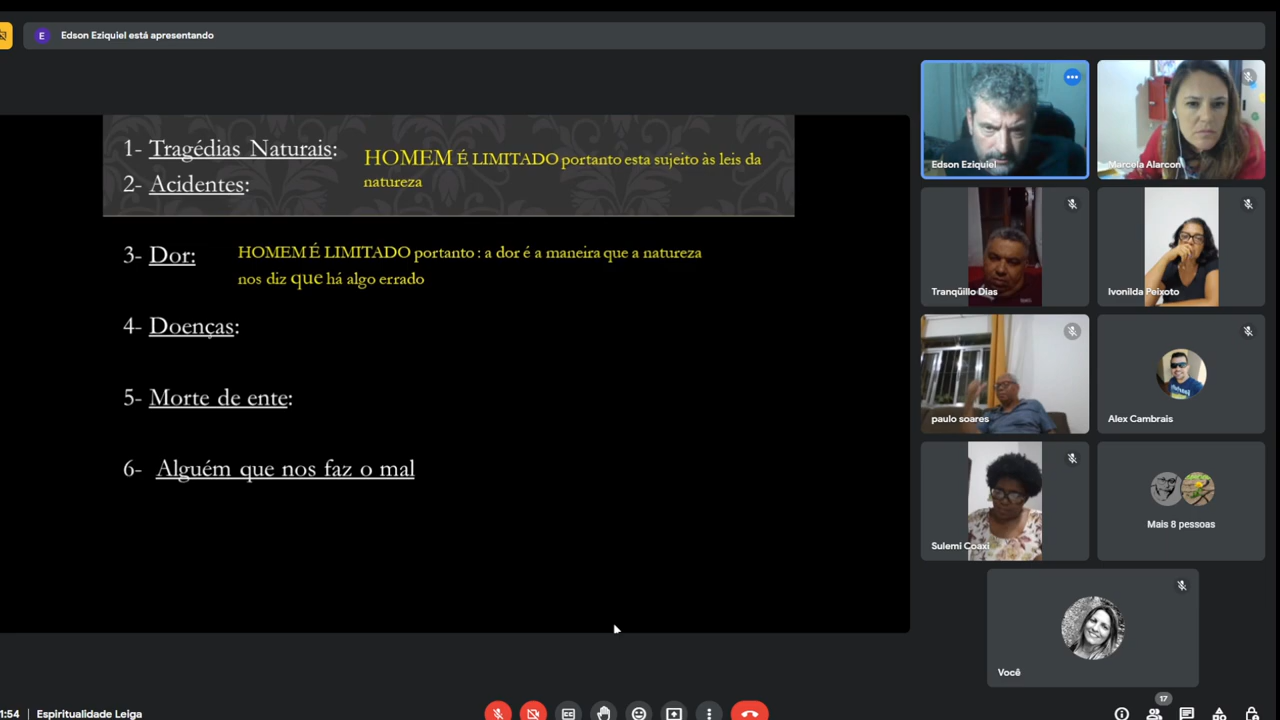 E Edson Eziquiel está apresentando
1- Tragédias Naturais:
2- Acidentes:
HOMEM É LIMITADO portanto esta sujeito às leis da
natureza
3- Dor:
HOMEM É LIMITADO portanto : a dor é a maneira que a natureza
nos diz que há algo errado
4- Doenças:
5- Morte de ente:
6- Alguém que nos faz o mal
Edson Eziquiel
Marcela Alarcon
Tranqüillo Dias
Ivonilda Peixoto
paulo soares
Alex Cambrais
Sulemi Coaxi
Mais 8 pessoas
Você
1:54 | Espiritualidade Leiga
17